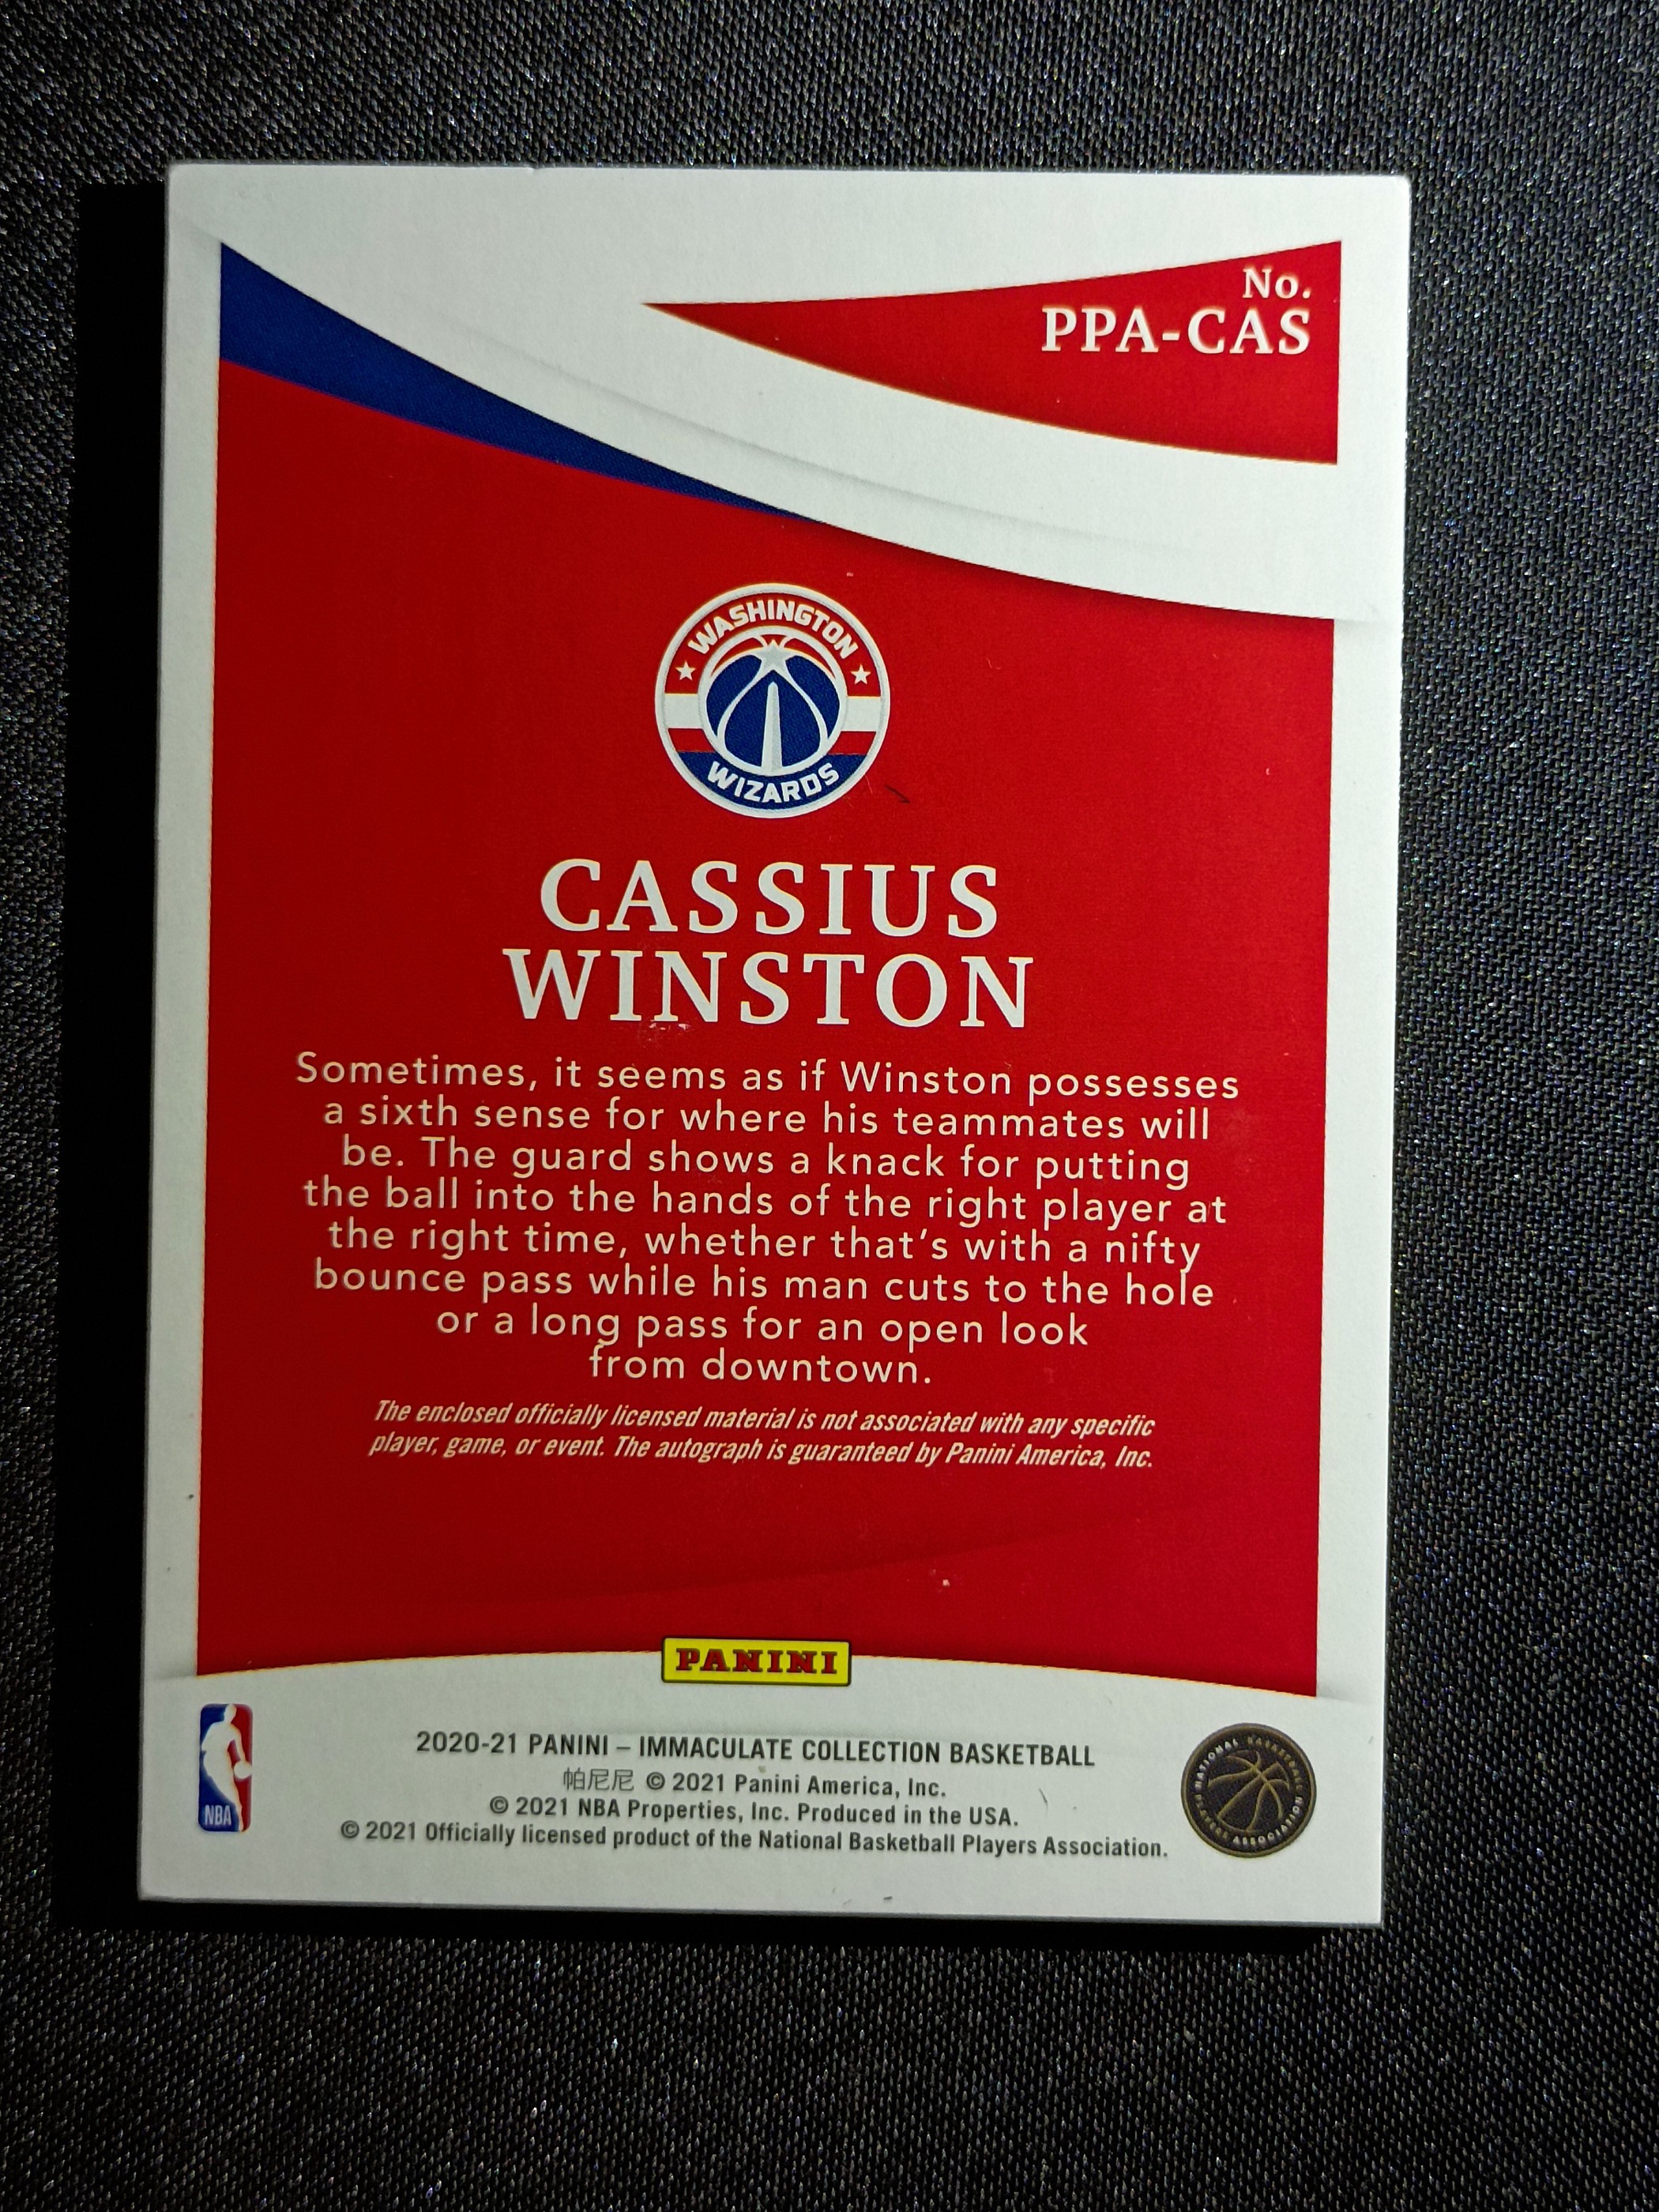 No.
PPA-CAS
WASHINGTON
WIZARDS
CASSIUS
WINSTON
Sometimes, it seems as if Winston possesses
a sixth sense for where his teammates will
be. The guard shows a knack for putting
the ball into the hands of the right player at
the right time, whether that's with a nifty
bounce pass while his man cuts to the hole
or a long pass for an open look
from downtown.
The enclosed officially licensed material is not associated with any specific
player, game, or event. The autograph is guaranteed by Panini America, Inc.
PANINI
2020-21 PANINI – IMMACULATE COLLECTION BASKETBALL
帕尼尼 © 2021 Panini America, Inc.
© 2021 NBA Properties, Inc. Produced in the USA.
© 2021 Officially licensed product of the National Basketball Players Association.
NBA
NATIONAL BASKETBALL
PLAYERS ASSOCIATION